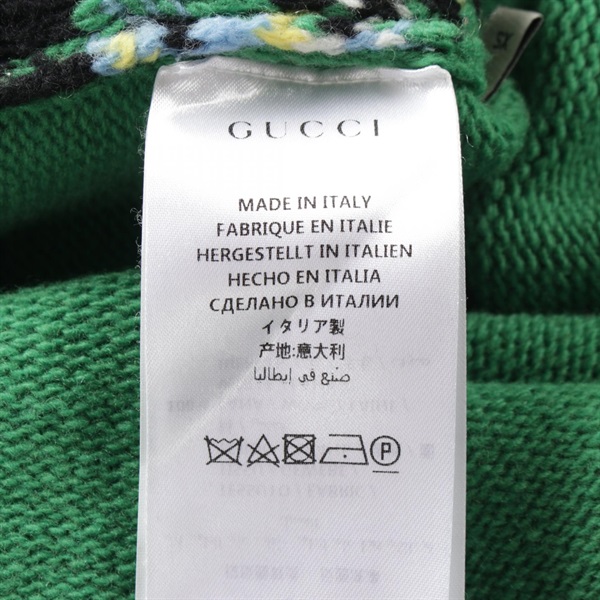 GUCCI
MADE IN ITALY
FABRIQUE EN ITALIE
HERGESTELLT IN ITALIEN
HECHO EN ITALIA
СДЕЛАНО В ИТАЛИИ
イタリア製
产地:意大利
صنع في إيطاليا
P